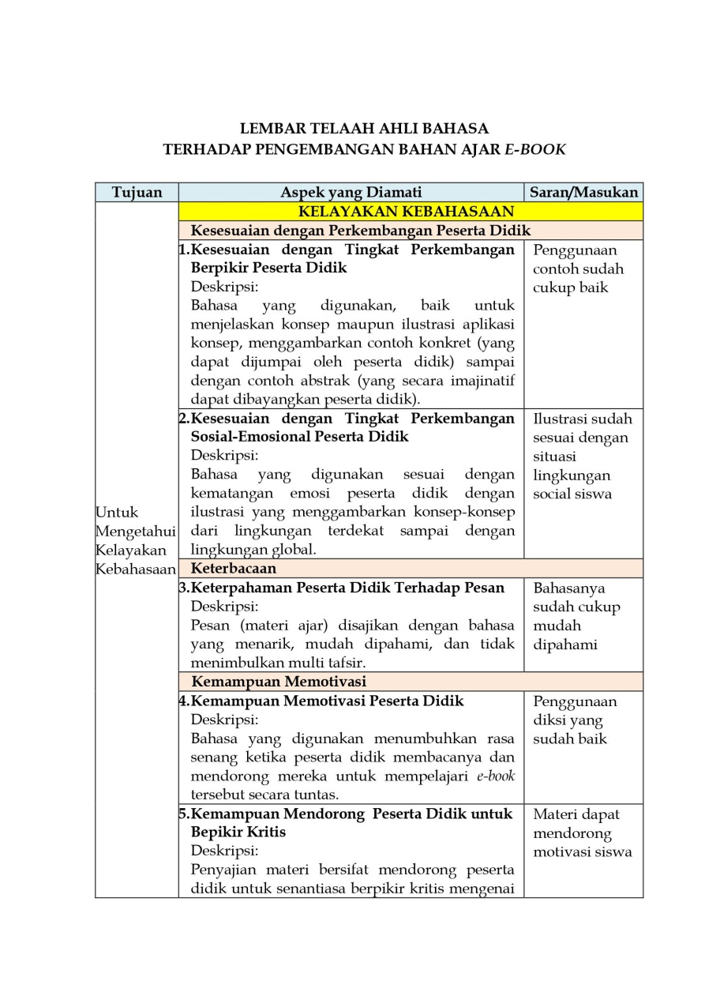 LEMBAR TELAAH AHLI BAHASA
TERHADAP PENGEMBANGAN BAHAN AJAR E-BOOK
Tujuan
Aspek yang Diamati
Saran/Masukan
Untuk
Mengetahui
Kelayakan
Kebahasaan
KELAYAKAN KEBAHASAAN
Kesesuaian dengan Perkembangan Peserta Didik
1.Kesesuaian dengan Tingkat Perkembangan
Berpikir Peserta Didik
Deskripsi:
Bahasa yang digunakan, baik untuk
menjelaskan konsep maupun ilustrasi aplikasi
konsep, menggambarkan contoh konkret (yang
dapat dijumpai oleh peserta didik) sampai
dengan contoh abstrak (yang secara imajinatif
dapat dibayangkan peserta didik).
Penggunaan
contoh sudah
cukup baik
2.Kesesuaian dengan Tingkat Perkembangan
Sosial-Emosional Peserta Didik
Deskripsi:
Bahasa yang digunakan sesuai dengan
kematangan emosi peserta didik dengan
ilustrasi yang menggambarkan konsep-konsep
dari lingkungan terdekat sampai dengan
lingkungan global.
Ilustrasi sudah
sesuai dengan
situasi
lingkungan
social siswa
Keterbacaan
3.Keterpahaman Peserta Didik Terhadap Pesan
Deskripsi:
Pesan (materi ajar) disajikan dengan bahasa
yang menarik, mudah dipahami, dan tidak
menimbulkan multi tafsir.
Bahasanya
sudah cukup
mudah
dipahami
Kemampuan Memotivasi
4.Kemampuan Memotivasi Peserta Didik
Deskripsi:
Bahasa yang digunakan menumbuhkan rasa
senang ketika peserta didik membacanya dan
mendorong mereka untuk mempelajari e-book
tersebut secara tuntas.
Penggunaan
diksi yang
sudah baik
5.Kemampuan Mendorong Peserta Didik untuk
Bepikir Kritis
Deskripsi:
Penyajian materi bersifat mendorong peserta
didik untuk senantiasa berpikir kritis mengenai
Materi dapat
mendorong
motivasi siswa